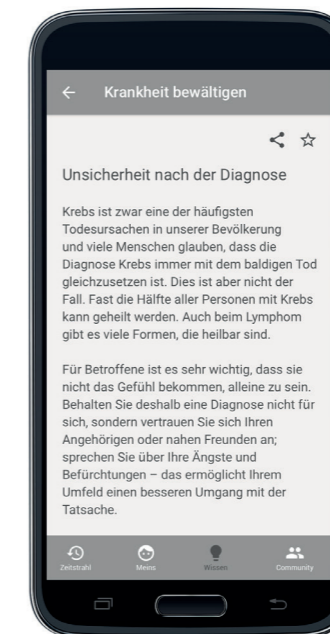 Krankheit bewältigen
Unsicherheit nach der Diagnose
Krebs ist zwar eine der häufigsten
Todesursachen in unserer Bevölkerung
und viele Menschen glauben, dass die
Diagnose Krebs immer mit dem baldigen Tod
gleichzusetzen ist. Dies ist aber nicht der
Fall. Fast die Hälfte aller Personen mit Krebs
kann geheilt werden. Auch beim Lymphom
gibt es viele Formen, die heilbar sind.
Für Betroffene ist es sehr wichtig, dass sie
nicht das Gefühl bekommen, alleine zu sein.
Behalten Sie deshalb eine Diagnose nicht für
sich, sondern vertrauen Sie sich Ihren
Angehörigen oder nahen Freunden an;
sprechen Sie über Ihre Ängste und
Befürchtungen – das ermöglicht Ihrem
Umfeld einen besseren Umgang mit der
Tatsache.
Zeitstrahl Meins Wissen Community